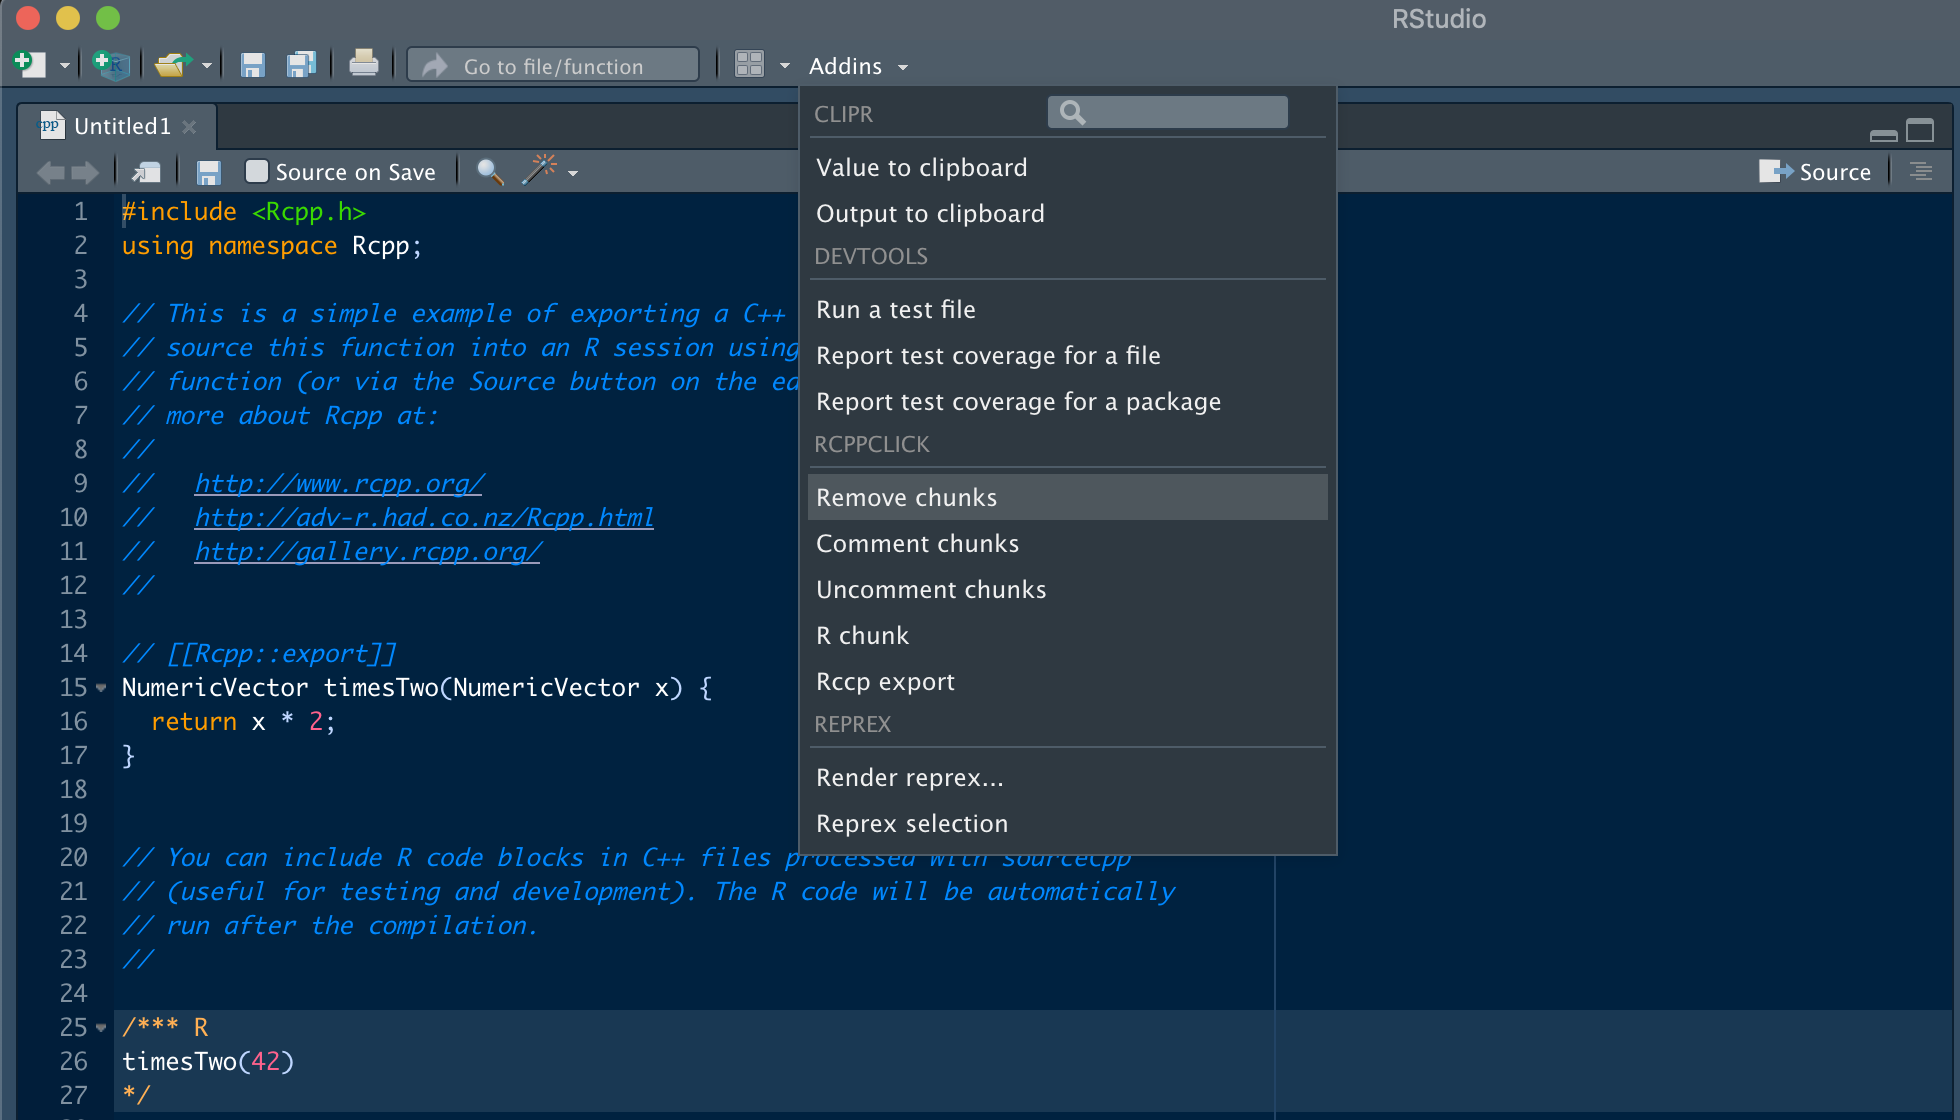 RStudio
Go to file/function
Addins
cpp Untitled1
Source on Save
Source
CLIPR
Value to clipboard
Output to clipboard
DEVTOOLS
Run a test file
Report test coverage for a file
Report test coverage for a package
RCPPCLICK
Remove chunks
Comment chunks
Uncomment chunks
R chunk
Rccp export
REPREX
Render reprex...
Reprex selection
1 #include <Rcpp.h>
2 using namespace Rcpp;
3
4 // This is a simple example of exporting a C++
5 // source this function into an R session using
6 // function (or via the Source button on the
7 // more about Rcpp at:
8 //
9 // http://www.rcpp.org/
10 // http://adv-r.had.co.nz/Rcpp.html
11 // http://gallery.rcpp.org/
12 //
13
14 // [[Rcpp::export]]
15 NumericVector timesTwo(NumericVector x) {
16 return x * 2;
17 }
18
19
20 // You can include R code blocks in C++ files processed with sourceCpp
21 // (useful for testing and development). The R code will be automatically
22 // run after the compilation.
23 //
24
25 /*** R
26 timesTwo(42)
27 */